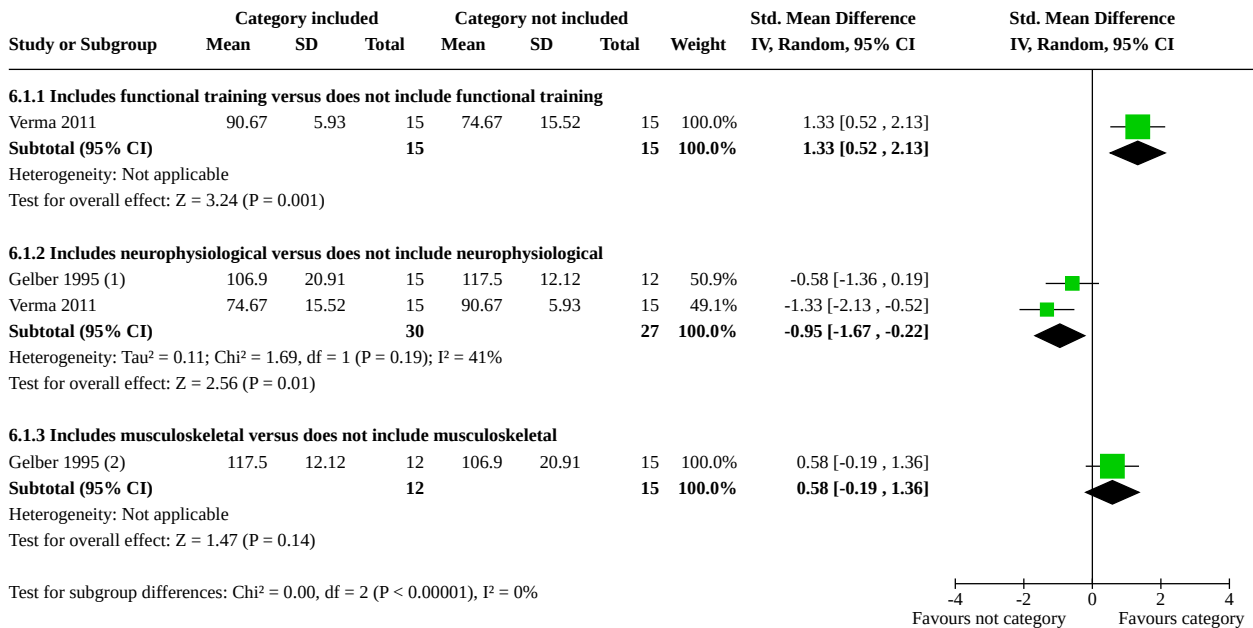 Category included Category not included Std. Mean Difference Std. Mean Difference
Study or Subgroup Mean SD Total Mean SD Total Weight IV, Random, 95% CI IV, Random, 95% CI
6.1.1 Includes functional training versus does not include functional training
Verma 2011 90.67 5.93 15 74.67 15.52 15 100.0% 1.33 [0.52 , 2.13]
Subtotal (95% CI) 15 15 100.0% 1.33 [0.52 , 2.13]
Heterogeneity: Not applicable
Test for overall effect: Z = 3.24 (P = 0.001)
6.1.2 Includes neurophysiological versus does not include neurophysiological
Gelber 1995 (1) 106.9 20.91 15 117.5 12.12 12 50.9% -0.58 [-1.36 , 0.19]
Verma 2011 74.67 15.52 15 90.67 5.93 15 49.1% -1.33 [-2.13 , -0.52]
Subtotal (95% CI) 30 27 100.0% -0.95 [-1.67 , -0.22]
Heterogeneity: Tau² = 0.11; Chi² = 1.69, df = 1 (P = 0.19); I² = 41%
Test for overall effect: Z = 2.56 (P = 0.01)
6.1.3 Includes musculoskeletal versus does not include musculoskeletal
Gelber 1995 (2) 117.5 12.12 12 106.9 20.91 15 100.0% 0.58 [-0.19 , 1.36]
Subtotal (95% CI) 12 15 100.0% 0.58 [-0.19 , 1.36]
Heterogeneity: Not applicable
Test for overall effect: Z = 1.47 (P = 0.14)
Test for subgroup differences: Chi² = 0.00, df = 2 (P < 0.00001), I² = 0%
-4 -2 0 2 4
Favours not category Favours category